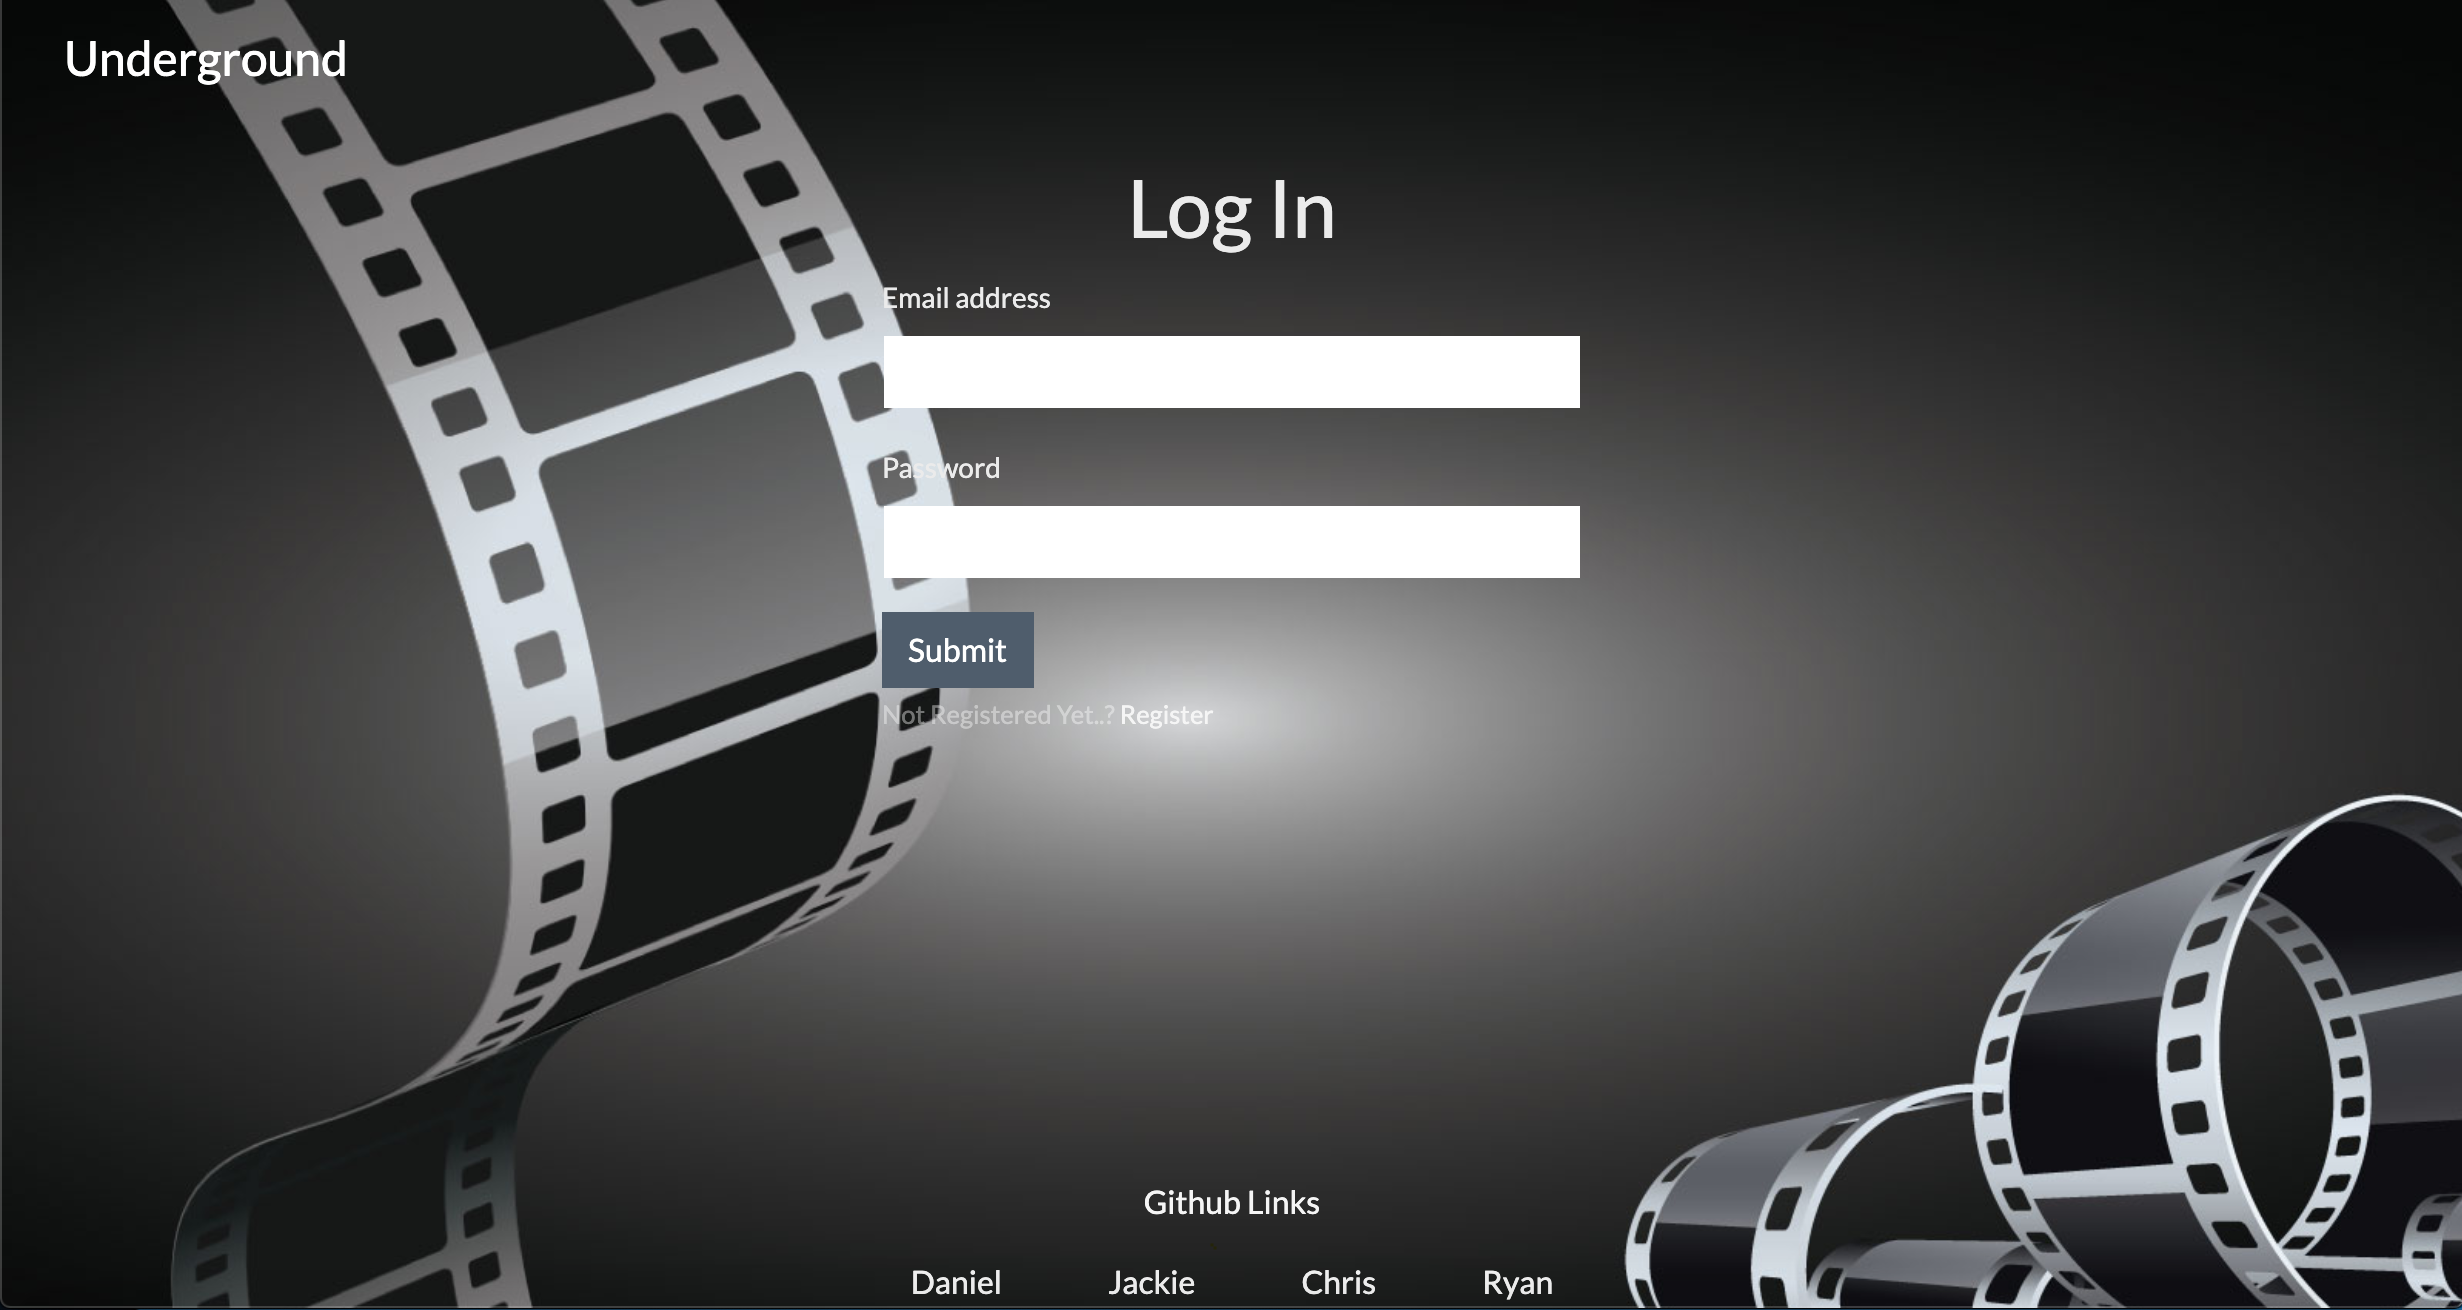 Underground
Log In
Email address
Password
Submit
Not Registered Yet..? Register
Github Links
Daniel Jackie Chris Ryan